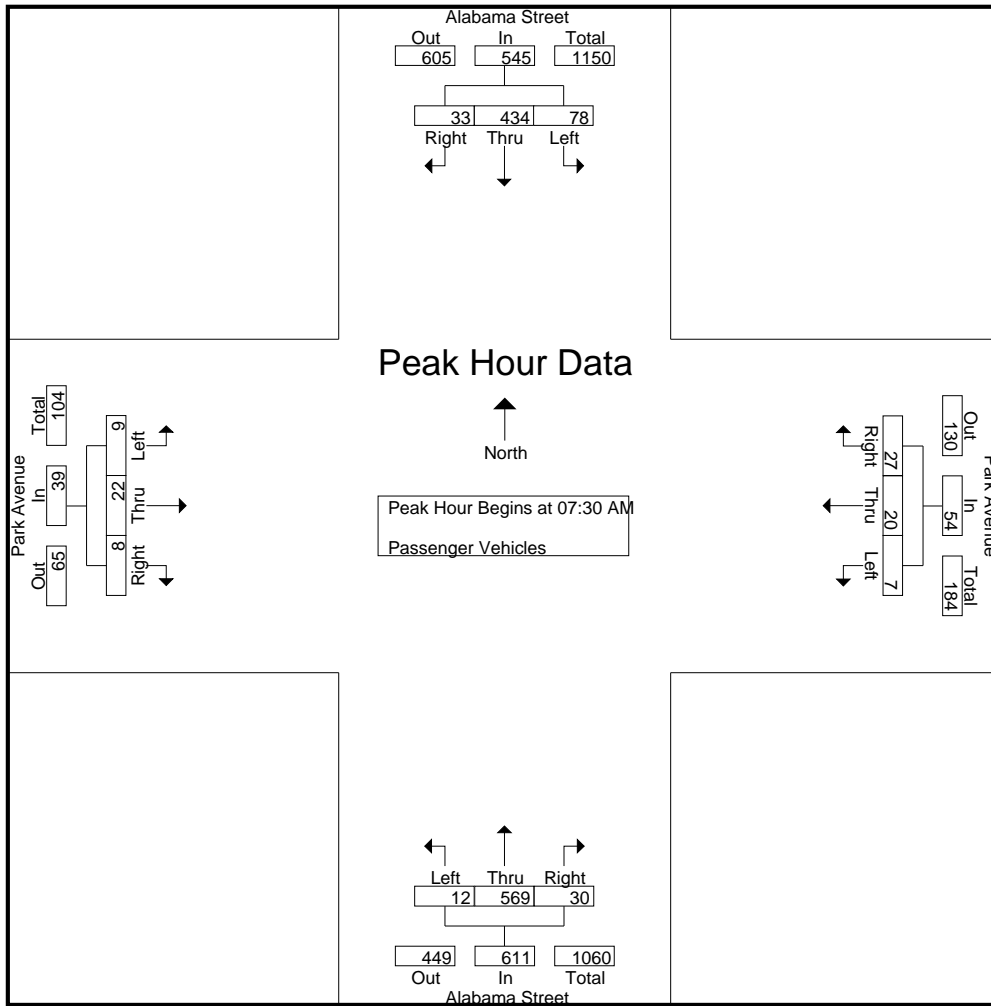 Alabama Street
Out In Total
605 545 1150
33 434 78
Right Thru Left
Peak Hour Data
North
Peak Hour Begins at 07:30 AM
Passenger Vehicles
Park Avenue
Out In Total
65 39 104
8 22 9
Right Thru Left
Park Avenue
Out In Total
130 54 184
27 20 7
Right Thru Left
Left Thru Right
12 569 30
449 611 1060
Out In Total
Alabama Street